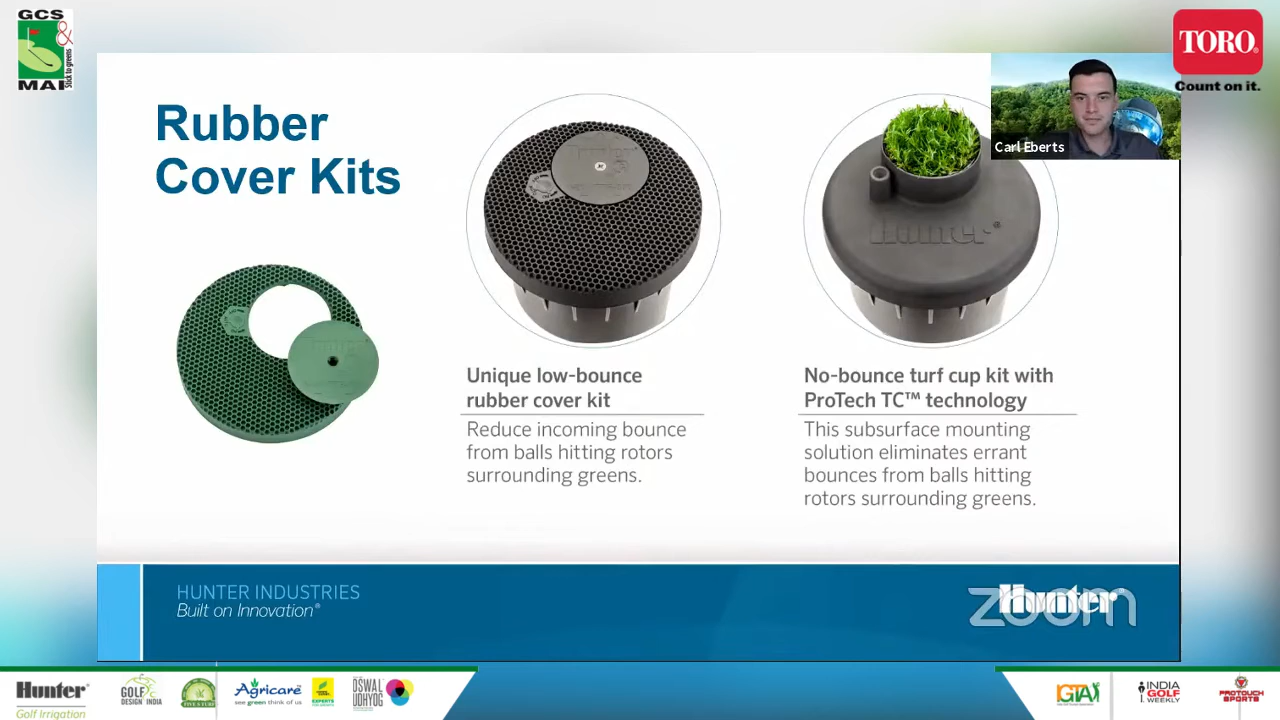 GCS
&
MAI
Stick to greens
TORO.
Count on it.
Carl Eberts
Rubber
Cover Kits
Hunter®
Unique low-bounce
rubber cover kit
Reduce incoming bounce
from balls hitting rotors
surrounding greens.
No-bounce turf cup kit with
ProTech TC™ technology
This subsurface mounting
solution eliminates errant
bounces from balls hitting
rotors surrounding greens.
HUNTER INDUSTRIES
Built on Innovation®
Hunter
zoom
Hunter®
Golf Irrigation
GOLF
DESIGN INDIA
Agricare
see green think of us
OSWAL
UDHYOG
GIA
INDIA
GOLF
WEEKLY
PROTOUCH
SPORTS